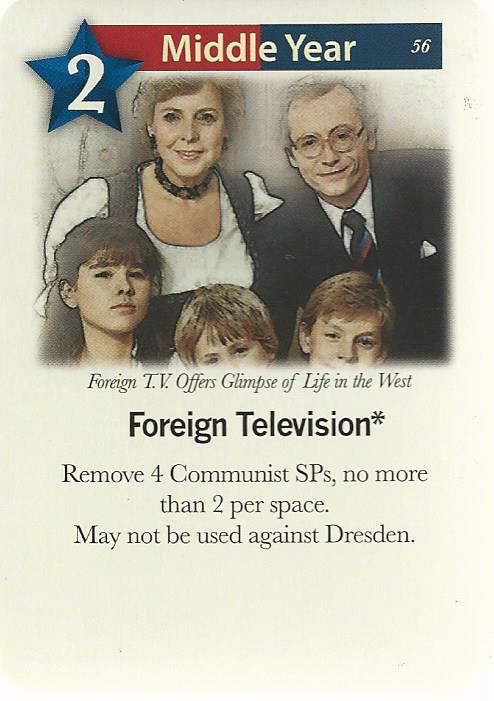 Middle Year
56
2
Foreign T.V. Offers Glimpse of Life in the West
Foreign Television*
Remove 4 Communist SPs, no more
than 2 per space.
May not be used against Dresden.